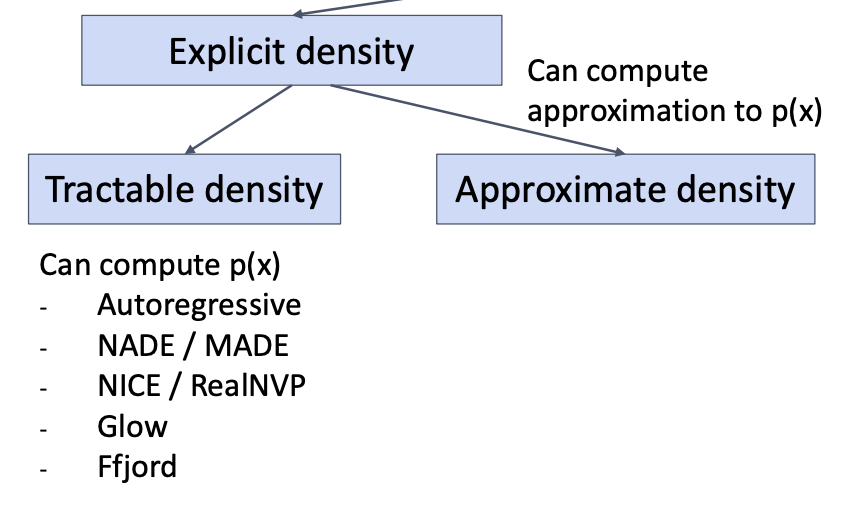 Explicit density
Can compute
approximation to p(x)
Tractable density
Approximate density
Can compute p(x)
- Autoregressive
- NADE / MADE
- NICE / RealNVP
- Glow
- Ffjord